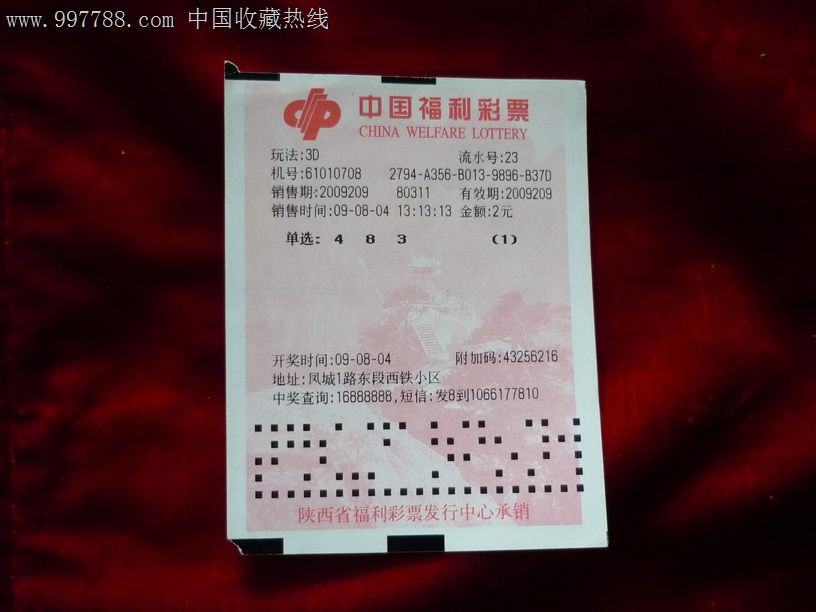 www.997788.com 中国收藏热线
中国福利彩票
CHINA WELFARE LOTTERY
玩法:3D 流水号:23
机号:61010708 2794-A356-B013-9896-B37D
销售期:2009209 80311 有效期:2009209
销售时间:09-08-04 13:13:13 金额:2元
单选: 4 8 3 (1)
开奖时间:09-08-04 附加码:43256216
地址:凤城1路东段西铁小区
中奖查询:16888888,短信:发8到1066177810
陕西省福利彩票发行中心承销